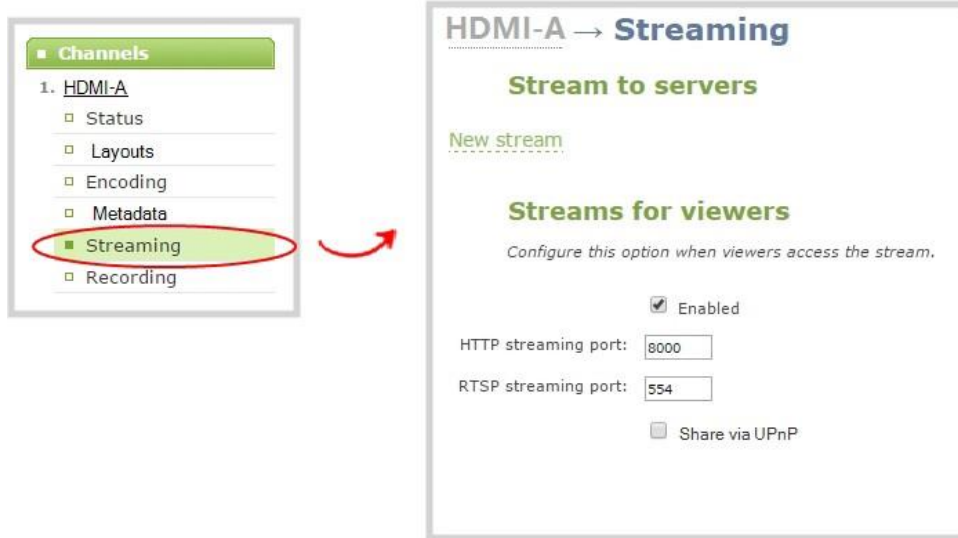 Channels
1. HDMI-A
Status
Layouts
Encoding
Metadata
Streaming
Recording
HDMI-A → Streaming
Stream to servers
New stream
Streams for viewers
Configure this option when viewers access the stream.
Enabled
HTTP streaming port: 8000
RTSP streaming port: 554
Share via UPnP